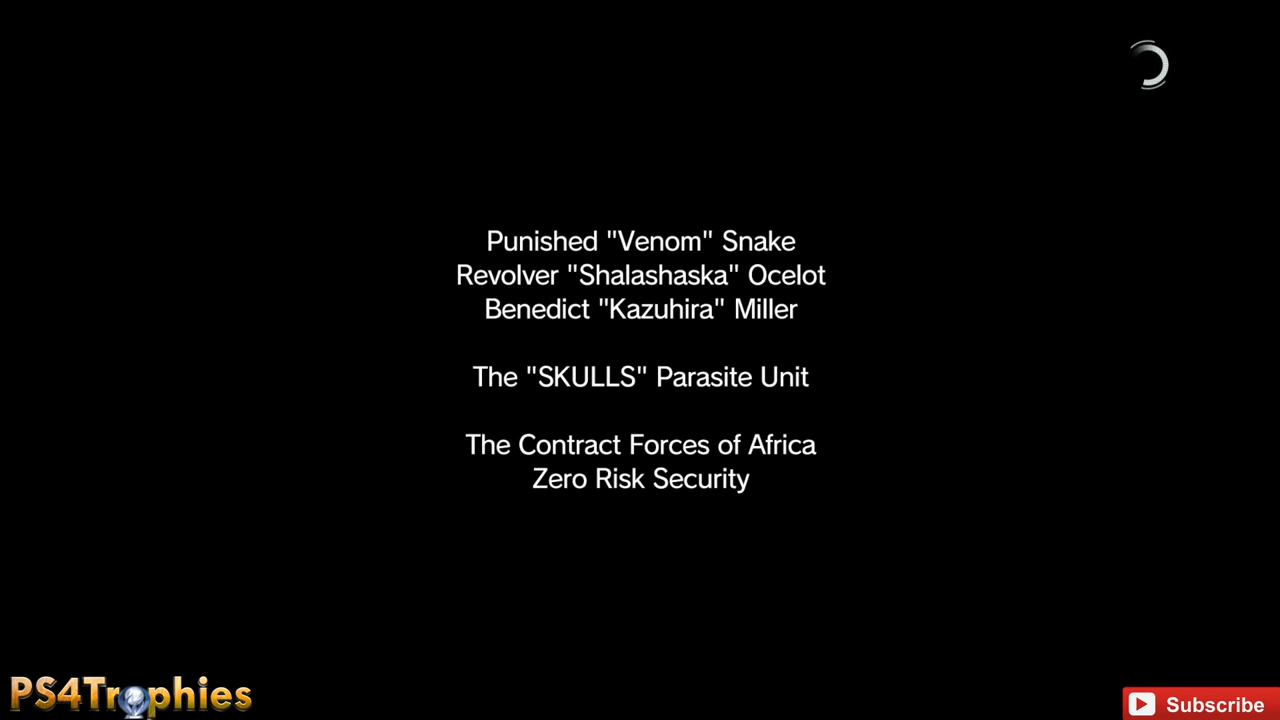 Punished "Venom" Snake
Revolver "Shalashaska" Ocelot
Benedict "Kazuhira" Miller
The "SKULLS" Parasite Unit
The Contract Forces of Africa
Zero Risk Security
PS4Trophies
Subscribe